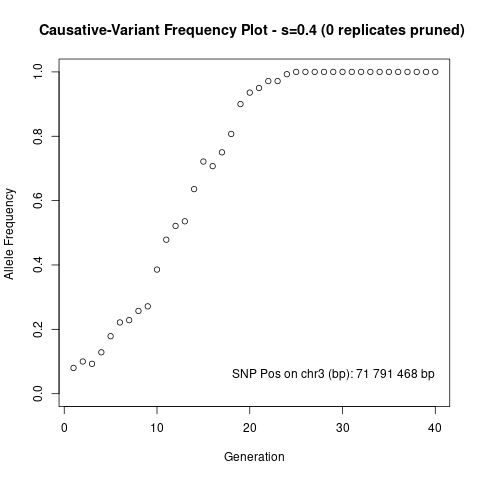 Causative-Variant Frequency Plot - s=0.4 (0 replicates pruned)
1.0
0.8
0.6
0.4
0.2
0.0
Allele Frequency
SNP Pos on chr3 (bp): 71 791 468 bp
0 10 20 30 40
Generation